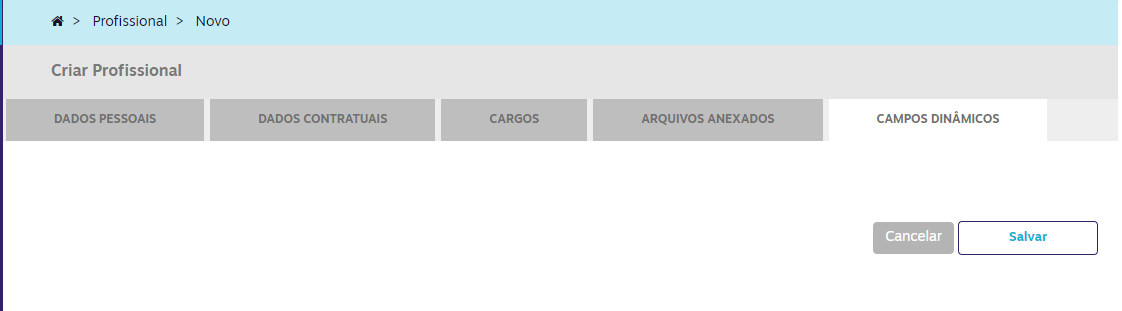 > Profissional > Novo
Criar Profissional
DADOS PESSOAIS DADOS CONTRATUAIS CARGOS ARQUIVOS ANEXADOS CAMPOS DINÂMICOS
Cancelar Salvar